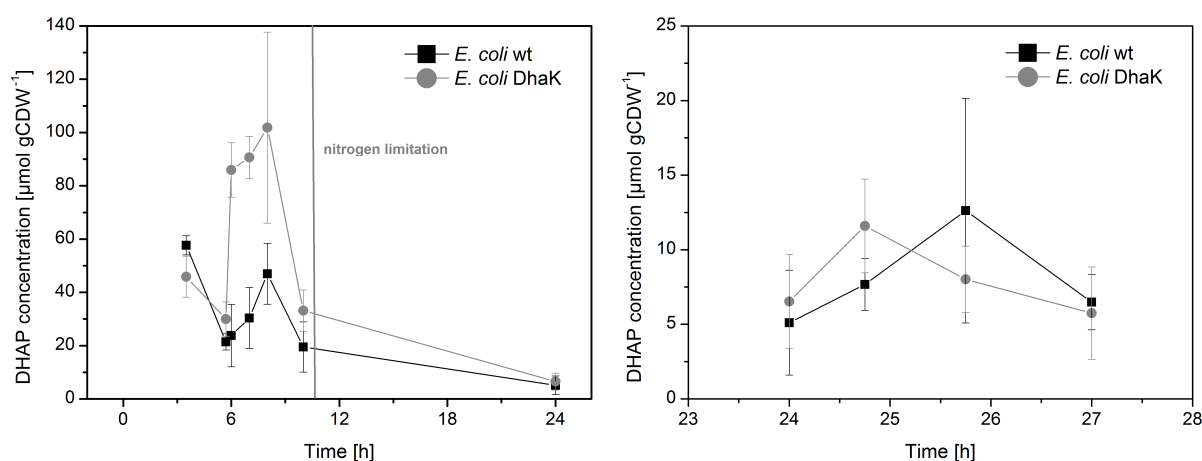 140
120
100
80
60
40
20
0
DHAP concentration [µmol gCDW⁻¹]
E. coli wt
E. coli DhaK
nitrogen limitation
0 6 12 18 24
Time [h]
25
20
15
10
5
0
DHAP concentration [µmol gCDW⁻¹]
E. coli wt
E. coli DhaK
23 24 25 26 27 28
Time [h]